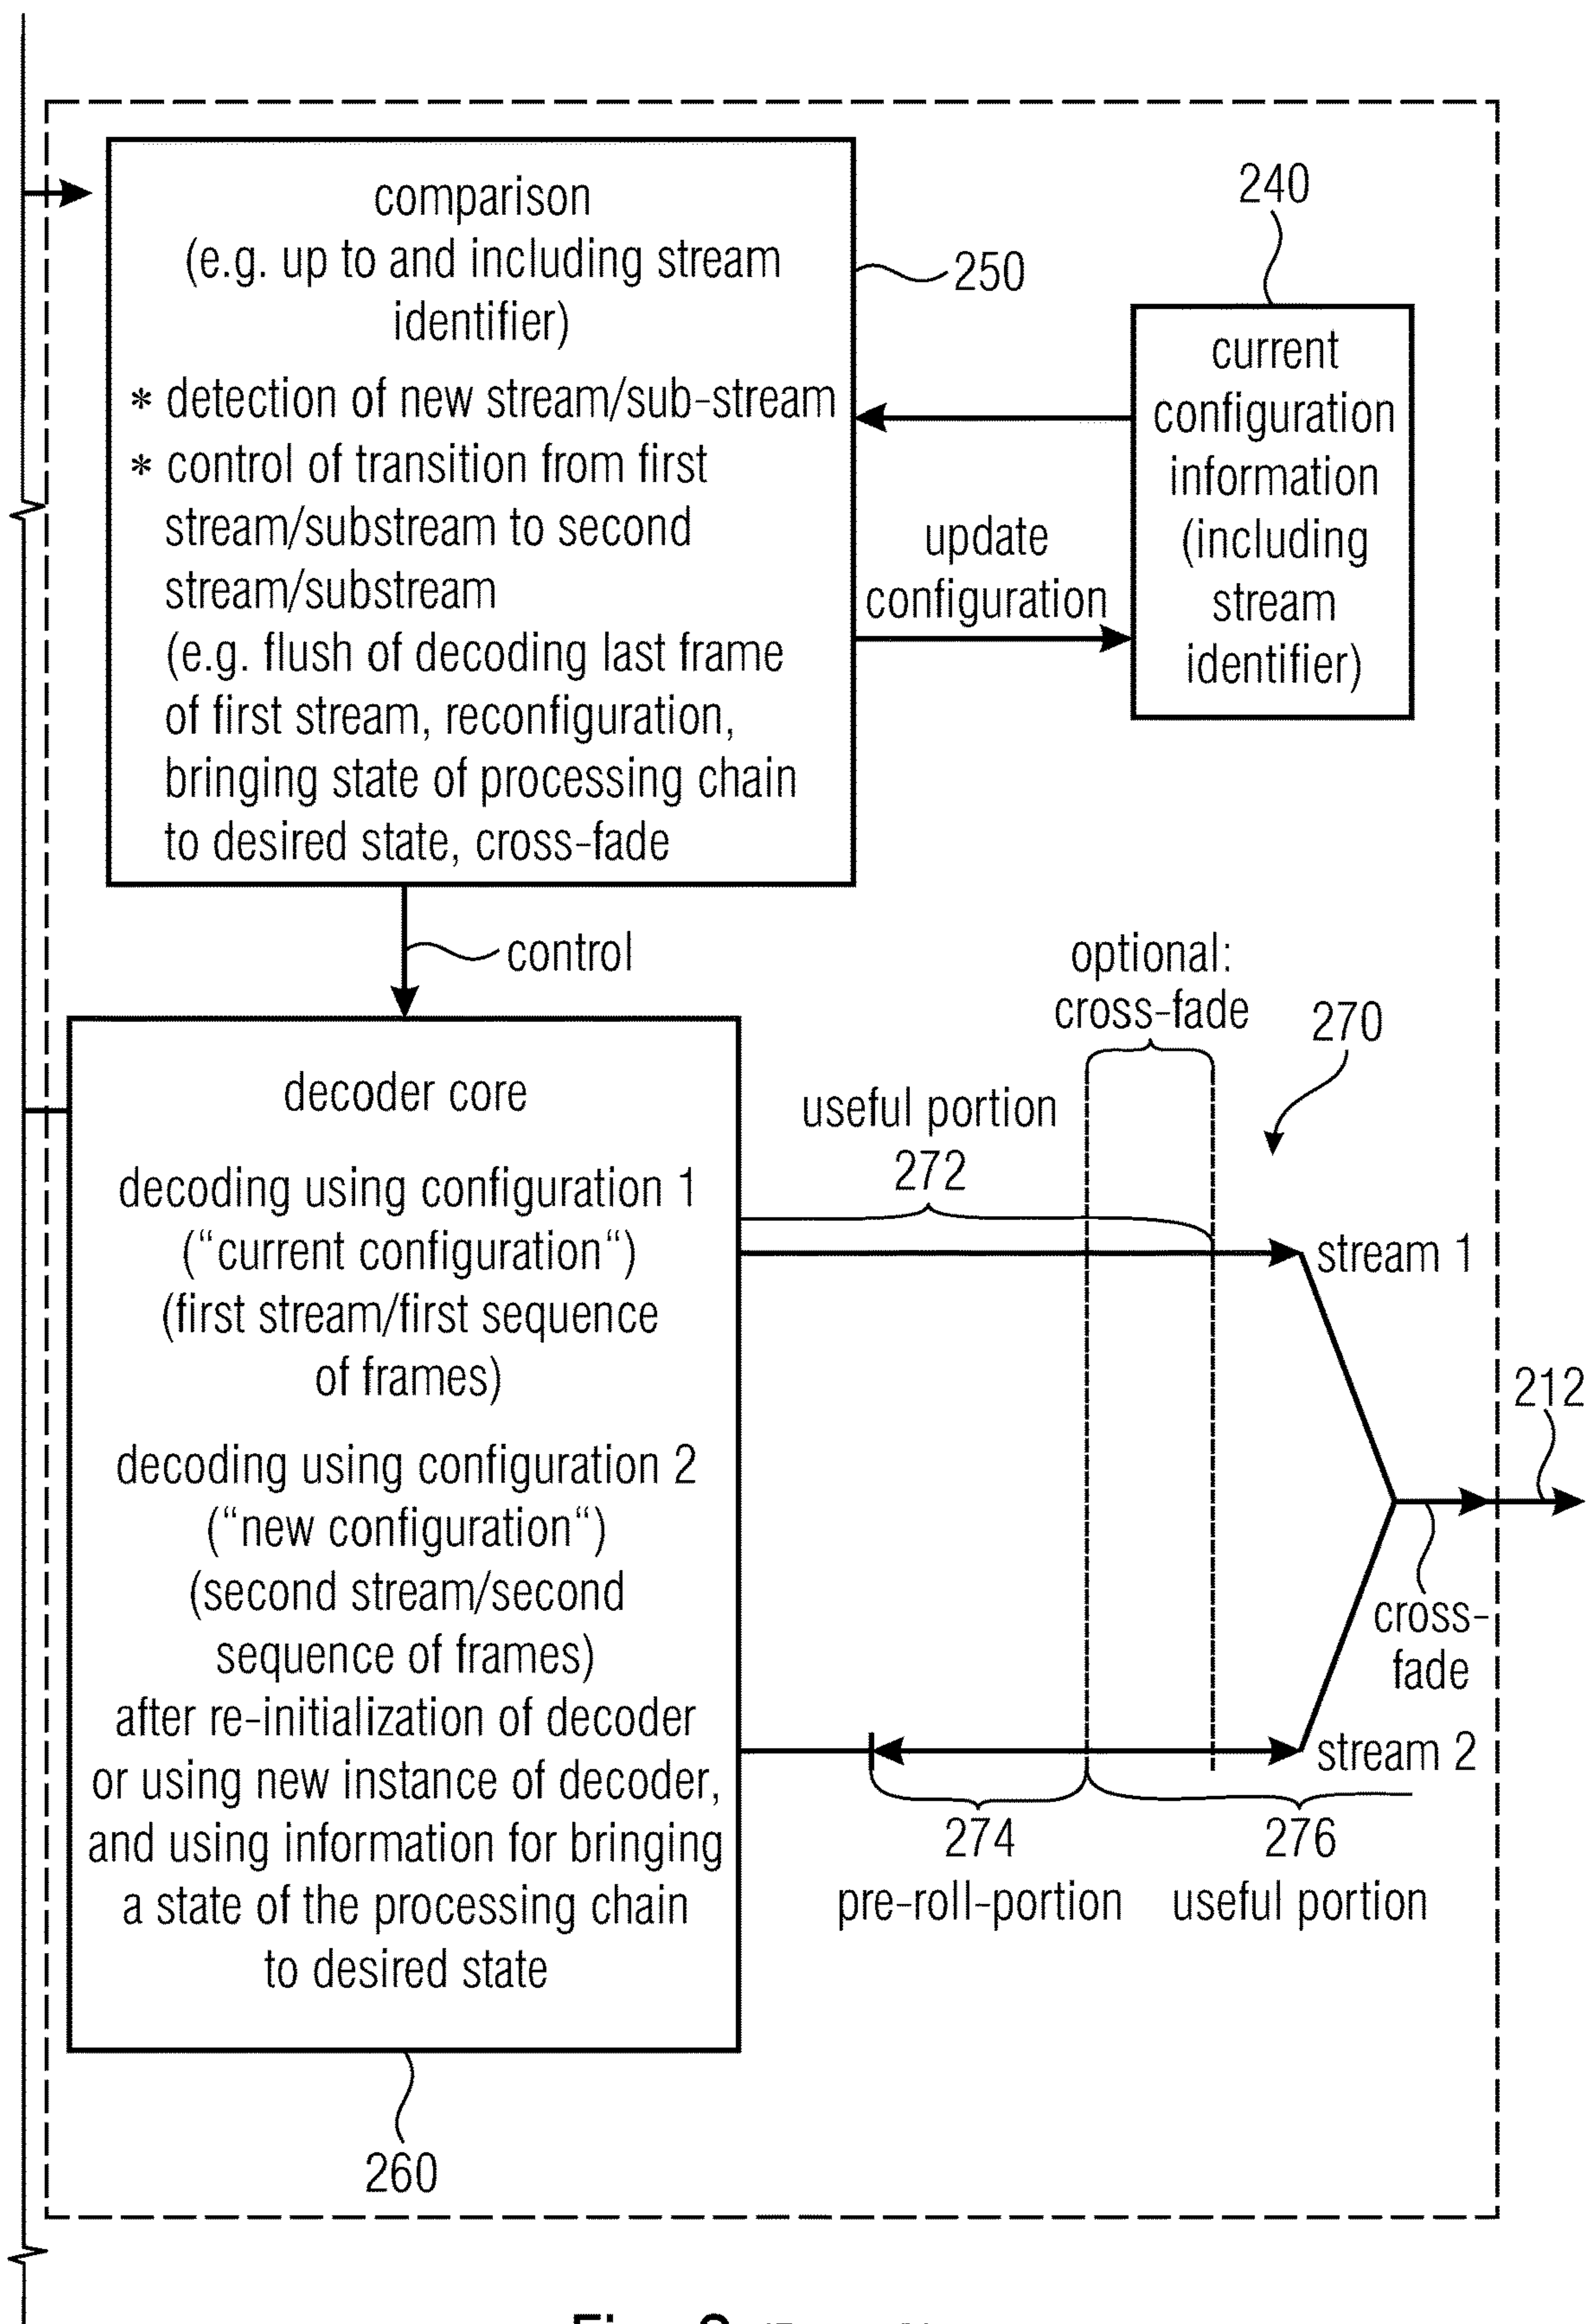 comparison
(e.g. up to and including stream
identifier)
* detection of new stream/sub-stream
* control of transition from first
stream/substream to second
stream/substream
(e.g. flush of decoding last frame
of first stream, reconfiguration,
bringing state of processing chain
to desired state, cross-fade
250
240
current
configuration
information
(including
stream
identifier)
update
configuration
control
optional:
cross-fade
270
decoder core
decoding using configuration 1
(“current configuration“)
(first stream/first sequence
of frames)
decoding using configuration 2
(“new configuration“)
(second stream/second
sequence of frames)
after re-initialization of decoder
or using new instance of decoder,
and using information for bringing
a state of the processing chain
to desired state
260
useful portion
272
stream 1
212
cross-
fade
stream 2
274
pre-roll-portion
276
useful portion